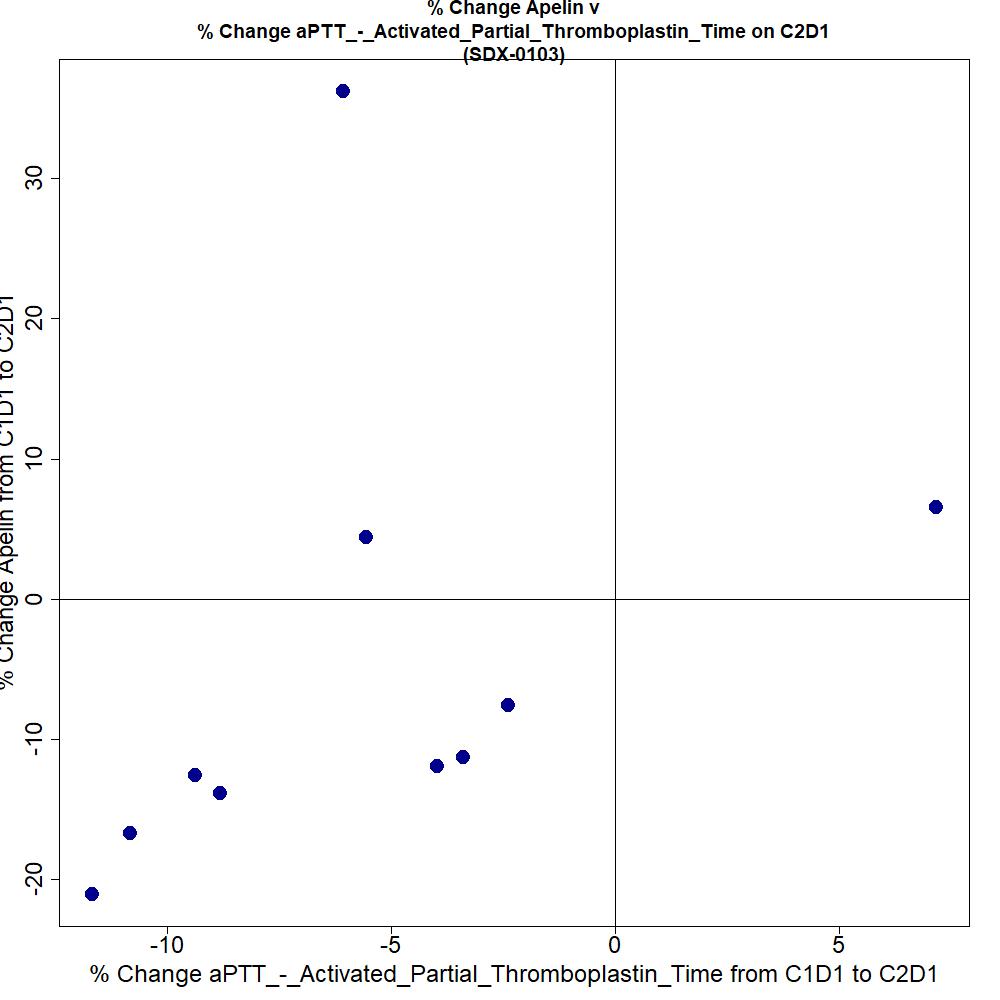 % Change Apelin v
% Change aPTT_-_Activated_Partial_Thromboplastin_Time on C2D1
(SDX-0103)
% Change Apelin from C1D1 to C2D1
30
20
10
0
-10
-20
-10
-5
0
5
% Change aPTT_-_Activated_Partial_Thromboplastin_Time from C1D1 to C2D1